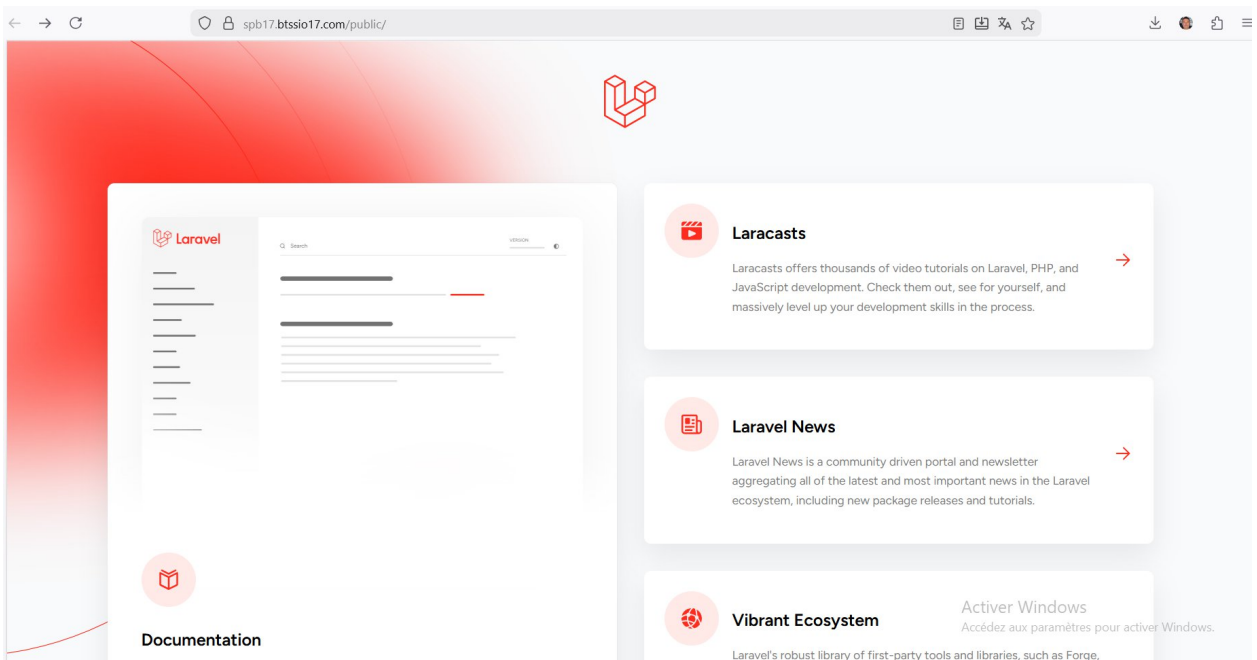 spb17.btssio17.com/public/
Laravel
Search
VERSION
Documentation
Laracasts
Laracasts offers thousands of video tutorials on Laravel, PHP, and
JavaScript development. Check them out, see for yourself, and
massively level up your development skills in the process.
Laravel News
Laravel News is a community driven portal and newsletter
aggregating all of the latest and most important news in the Laravel
ecosystem, including new package releases and tutorials.
Vibrant Ecosystem
Laravel's robust library of first-party tools and libraries, such as Forge,
Activer Windows
Accédez aux paramètres pour activer Windows.